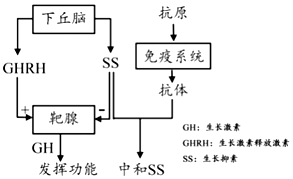 下丘脑
抗原
GHRH
SS
免疫系统
抗体
+
-
靶腺
GH
发挥功能
中和SS
GH：生长激素
GHRH：生长激素释放激素
SS：生长抑素